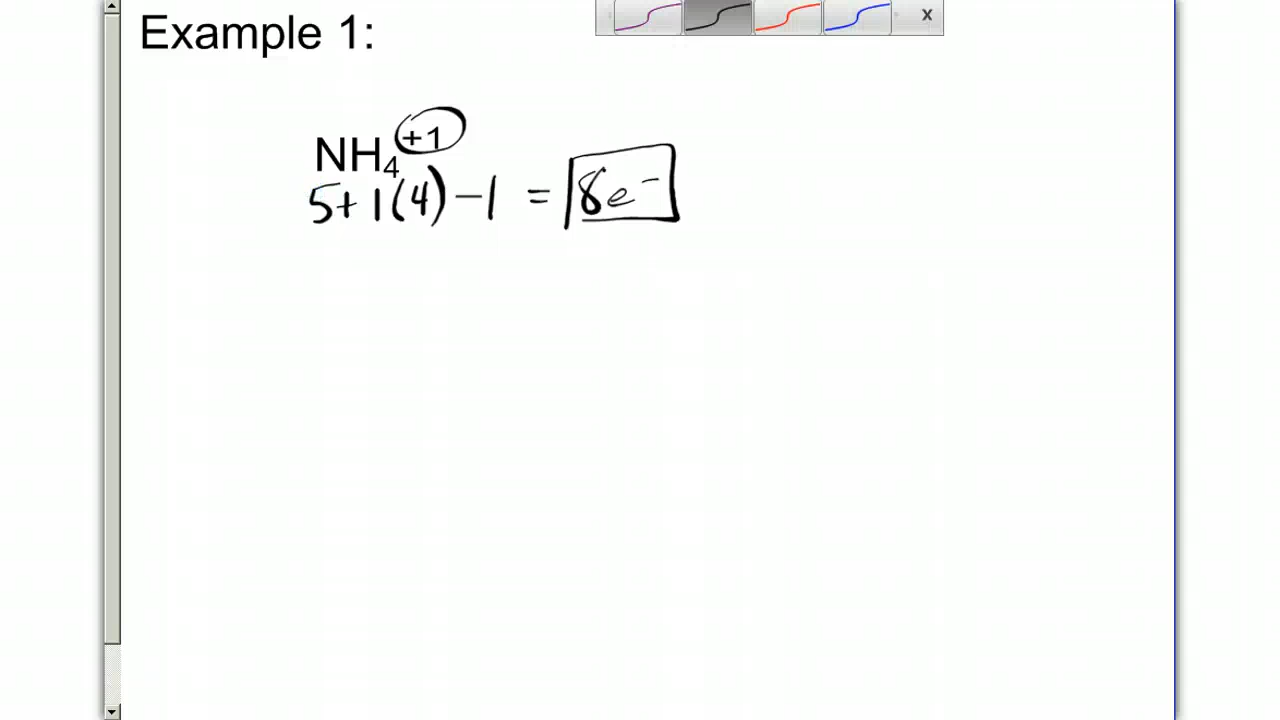 Example 1:
x
NH₄⁺¹
5+1(4)-1 = 8e⁻